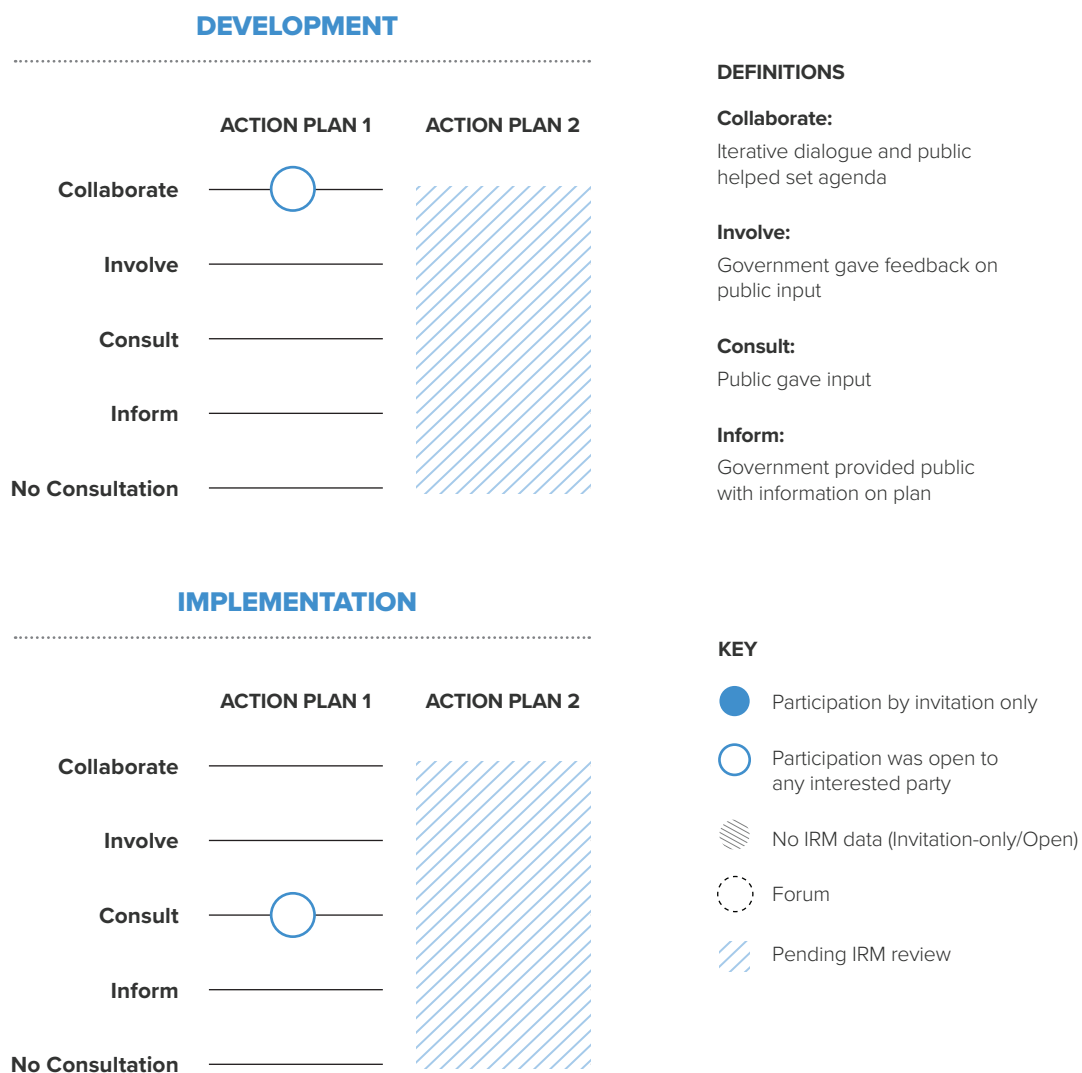 DEVELOPMENT
ACTION PLAN 1 ACTION PLAN 2
Collaborate
Involve
Consult
Inform
No Consultation
DEFINITIONS
Collaborate:
Iterative dialogue and public
helped set agenda
Involve:
Government gave feedback on
public input
Consult:
Public gave input
Inform:
Government provided public
with information on plan
IMPLEMENTATION
ACTION PLAN 1 ACTION PLAN 2
Collaborate
Involve
Consult
Inform
No Consultation
KEY
Participation by invitation only
Participation was open to
any interested party
No IRM data (Invitation-only/Open)
Forum
Pending IRM review